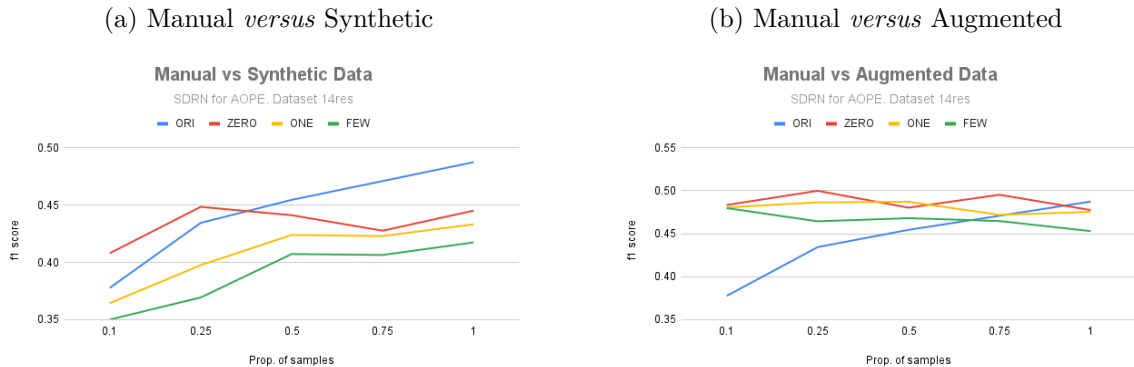 (a) Manual versus Synthetic
Manual vs Synthetic Data
SDRN for AOPE. Dataset 14res
ORI ZERO ONE FEW
0.50
0.45
0.40
0.35
f1 score
0.1 0.25 0.5 0.75 1
Prop. of samples
(b) Manual versus Augmented
Manual vs Augmented Data
SDRN for AOPE. Dataset 14res
ORI ZERO ONE FEW
0.55
0.50
0.45
0.40
0.35
f1 score
0.1 0.25 0.5 0.75 1
Prop. of samples